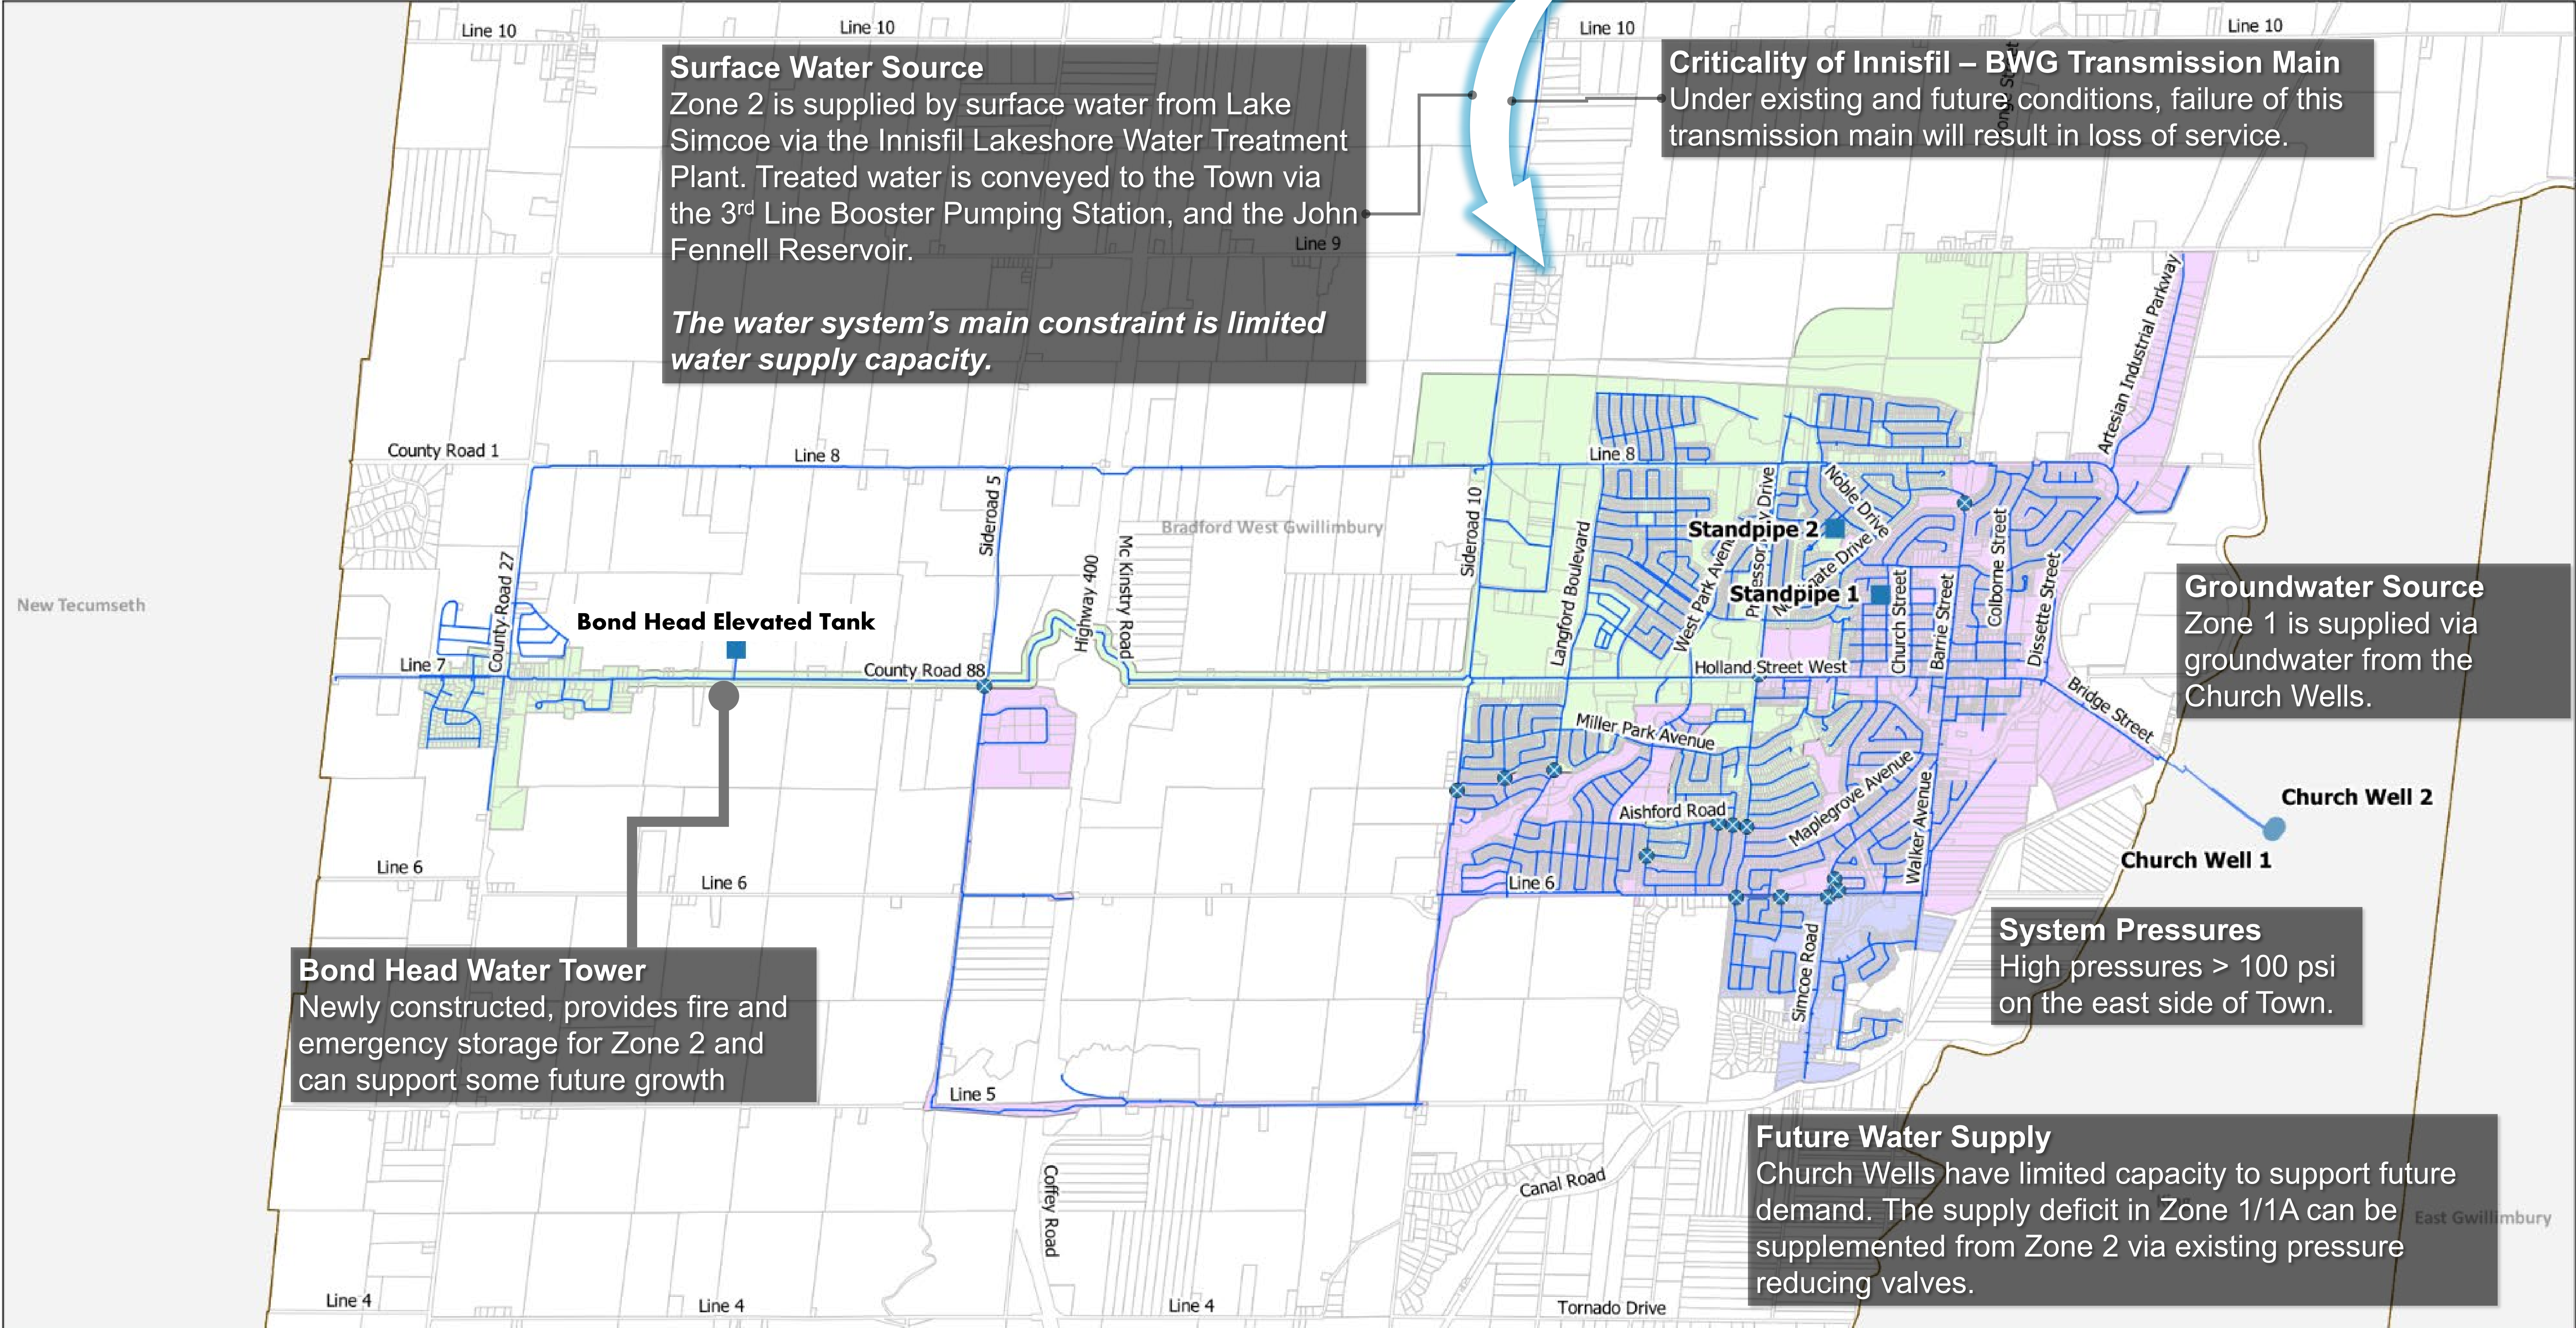 Line 10
Line 10
Line 10
Line 10
Surface Water Source
Zone 2 is supplied by surface water from Lake
Simcoe via the Innisfil Lakeshore Water Treatment
Plant. Treated water is conveyed to the Town via
the 3rd Line Booster Pumping Station, and the John
Fennell Reservoir.
The water system’s main constraint is limited
water supply capacity.
Criticality of Innisfil – BWG Transmission Main
Under existing and future conditions, failure of this
transmission main will result in loss of service.
Line 9
Artesian Industrial Parkway
County Road 1
Line 8
Line 8
Sideroad 5
Sideroad 10
Bradford West Gwillimbury
Noble Drive
Standpipe 2
Standpipe 1
Langford Boulevard
Drive
Church Street
Barrie Street
Colborne Street
Dissette Street
Highway 400
Mc Kinstry Road
New Tecumseth
County Road 27
Bond Head Elevated Tank
Line 7
County Road 88
Holland Street West
Bridge Street
Groundwater Source
Zone 1 is supplied via
groundwater from the
Church Wells.
Miller Park Avenue
Aishford Road
Maplegrove Avenue
Walker Avenue
Church Well 2
Church Well 1
Line 6
Line 6
Line 6
Simcoe Road
System Pressures
High pressures > 100 psi
on the east side of Town.
Bond Head Water Tower
Newly constructed, provides fire and
emergency storage for Zone 2 and
can support some future growth
Line 5
Coffey Road
Canal Road
Future Water Supply
Church Wells have limited capacity to support future
demand. The supply deficit in Zone 1/1A can be
supplemented from Zone 2 via existing pressure
reducing valves.
East Gwillimbury
Line 4
Line 4
Line 4
Tornado Drive